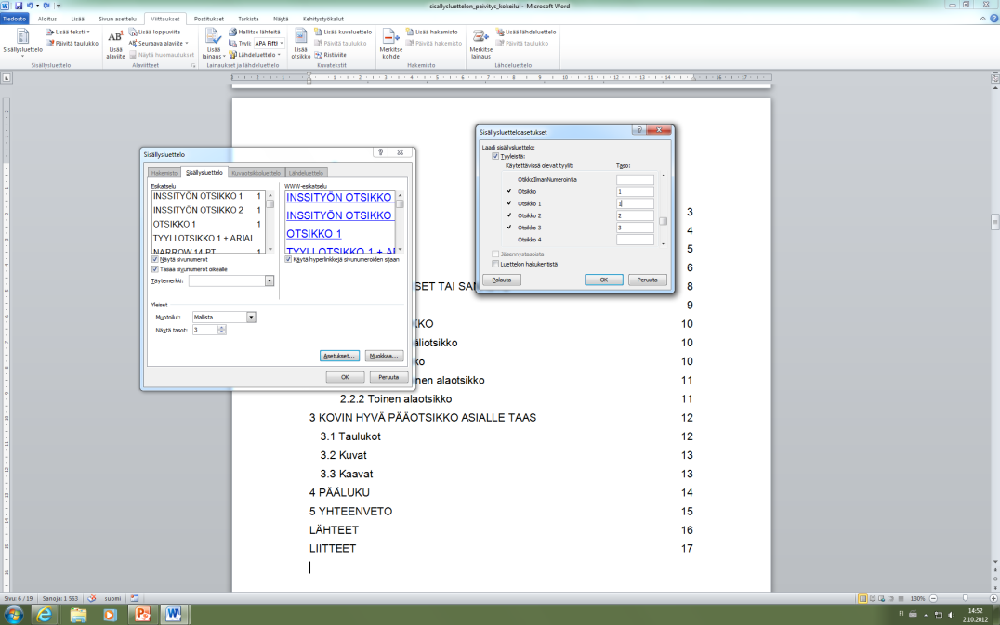 sisallysluettelon_paivitys_kokeilu - Microsoft Word
Tiedosto Aloitus Lisää Sivun asettelu Viittaukset Postitukset Tarkista Näytä Kehitystyökalut
Sisällysluettelo
Lisää teksti
Päivitä taulukko
Sisällysluettelo
AB¹
Lisää alaviite
Lisää loppuviite
Seuraava alaviite
Näytä huomautukset
Alaviitteet
Lisää lainaus
Hallitse lähteitä
Tyyli: APA Fifth
Lähdeluettelo
Lainaukset ja lähdeluettelo
Lisää otsikko
Lisää kuvaluettelo
Päivitä taulukko
Ristiviite
Kuvatekstit
Merkitse kohde
Lisää hakemisto
Päivitä hakemisto
Hakemisto
Merkitse lainaus
Lisää lähdeluettelo
Päivitä taulukko
Lähdeluettelo
Sisällysluettelo
Hakemisto Sisällysluettelo Kuvaotsikkoluettelo Lähdeluettelo
Esikatselu
INSSITYÖN OTSIKKO 1 1
INSSITYÖN OTSIKKO 2 1
OTSIKKO 1 1
TYYLI OTSIKKO 1 + ARIAL
NARROW 14 PT 1
WWW-esikatselu
INSSITYÖN OTSIKKO
INSSITYÖN OTSIKKO
OTSIKKO 1
TYYLI OTSIKKO 1 + AF
Näytä sivunumerot
Tasaa sivunumerot oikealle
Täytemerkki:
Käytä hyperlinkkejä sivunumeroiden sijaan
Yleiset
Muotoilut: Mallista
Näytä tasot: 3
Asetukset... Muokkaa...
OK Peruuta
Sisällysluetteloasetukset
Laadi sisällysluettelo:
Tyyleistä:
Käytettävissä olevat tyylit: Taso:
OtikkoIlmanNumerointia
Otsikko 1
Otsikko 1 1
Otsikko 2 2
Otsikko 3 3
Otsikko 4
Jäsennystasoista
Luettelon hakukentistä
Palauta OK Peruuta
3
4
5
6
SET TAI SAN 8
9
KKO 10
äliotsikko 10
ko 10
nen alaotsikko 11
2.2.2 Toinen alaotsikko 11
3 KOVIN HYVÄ PÄÄOTSIKKO ASIALLE TAAS 12
3.1 Taulukot 12
3.2 Kuvat 13
3.3 Kaavat 13
4 PÄÄLUKU 14
5 YHTEENVETO 15
LÄHTEET 16
LIITTEET 17
Sivu: 6 / 19 Sanoja: 1 563 suomi 130%
FI 14:52
2.10.2012